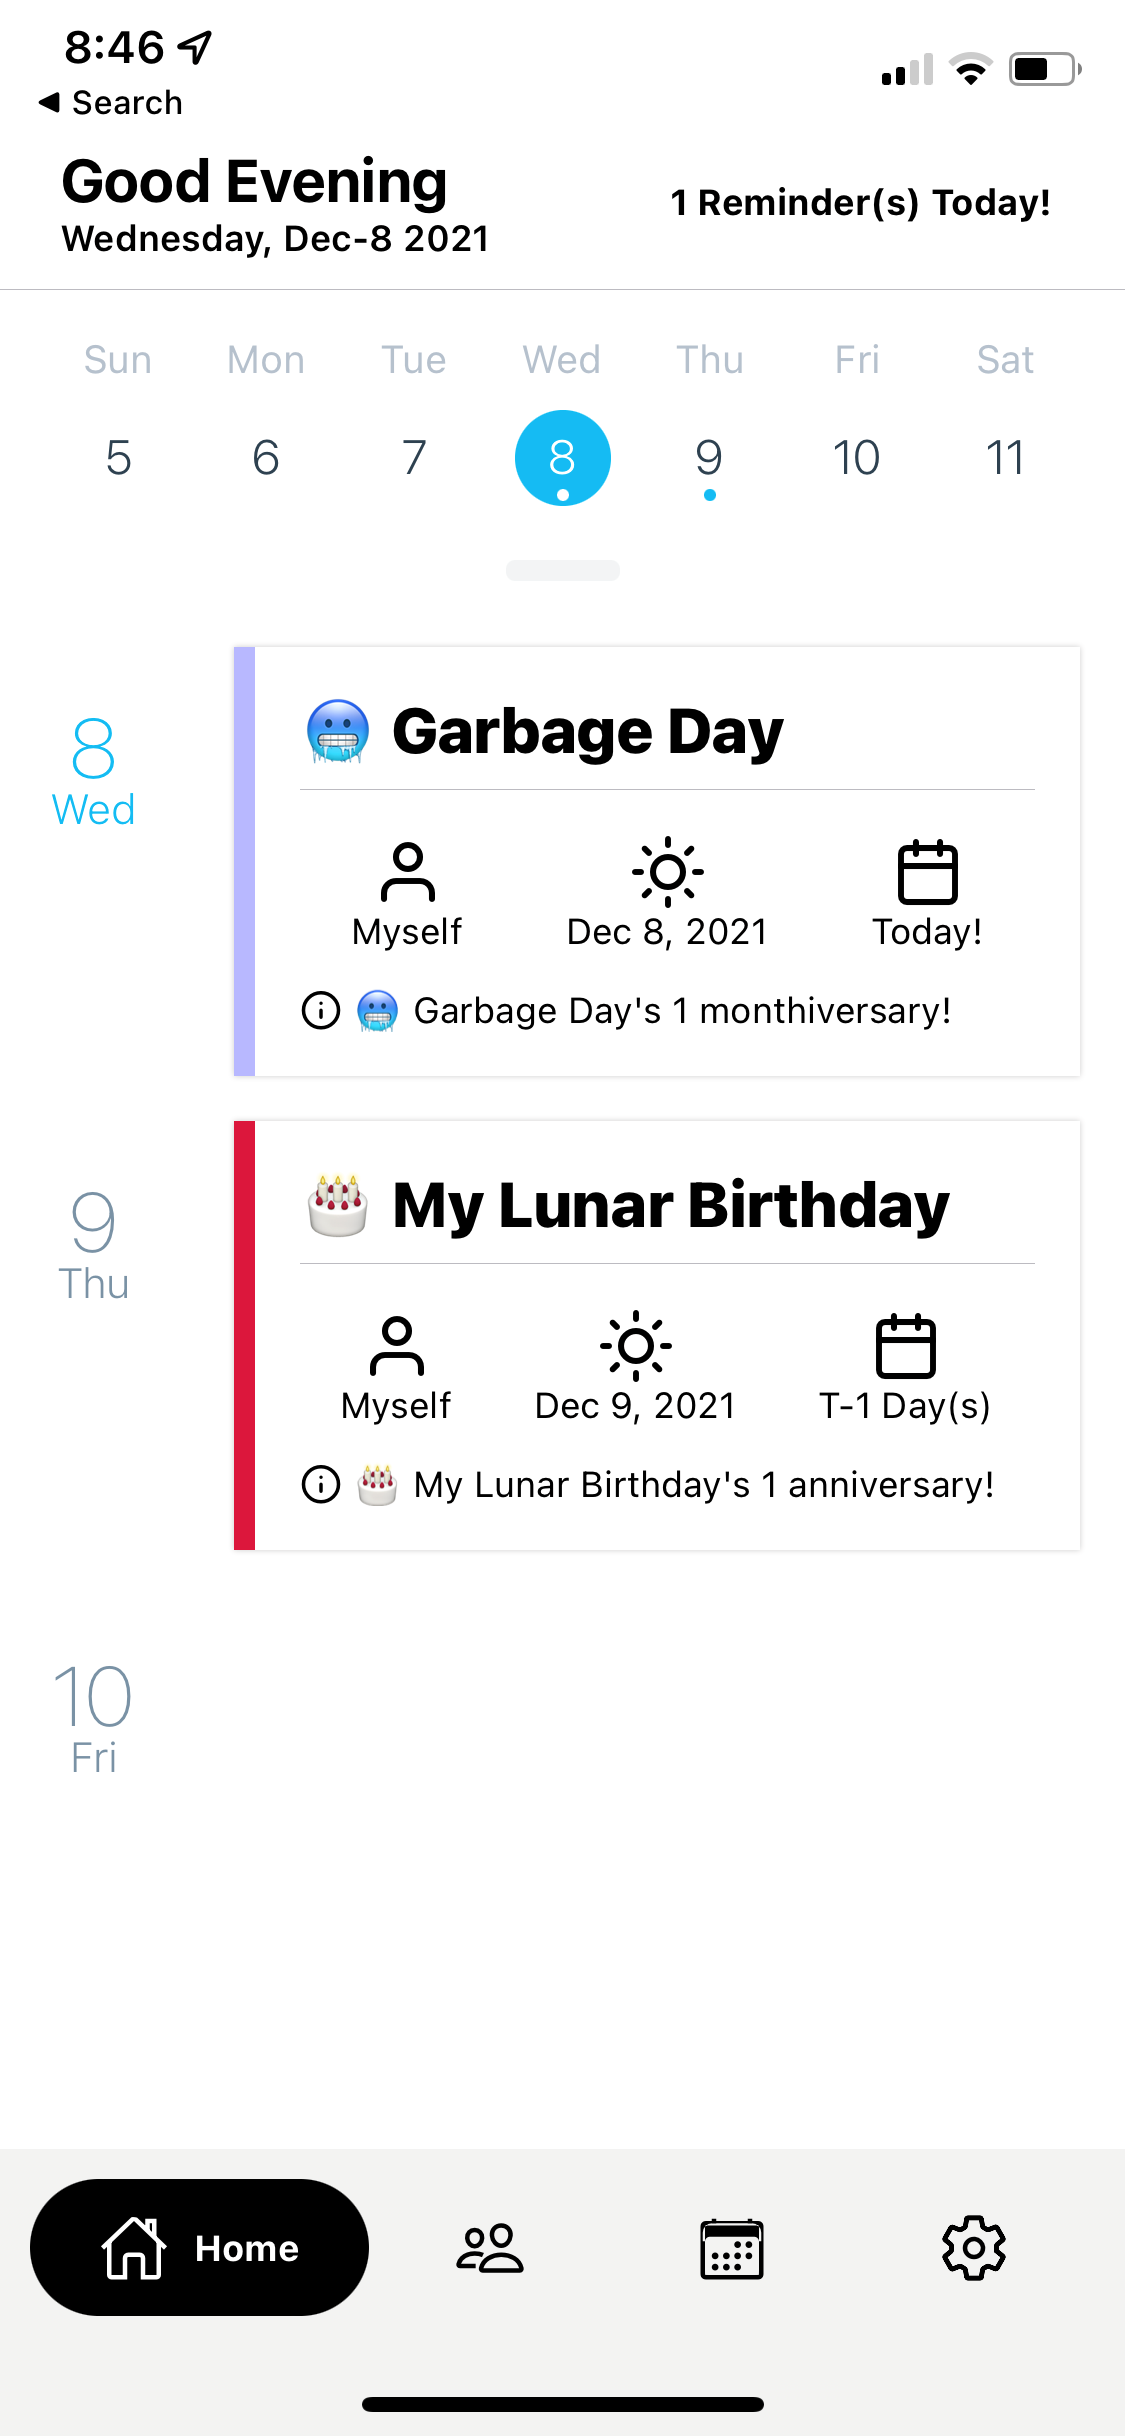 8:46
◀ Search
Good Evening
Wednesday, Dec-8 2021
1 Reminder(s) Today!
Sun Mon Tue Wed Thu Fri Sat
5 6 7 8 9 10 11
8
Wed
🥶 Garbage Day
Myself Dec 8, 2021 Today!
🥶 Garbage Day's 1 monthiversary!
9
Thu
🎂 My Lunar Birthday
Myself Dec 9, 2021 T-1 Day(s)
🎂 My Lunar Birthday's 1 anniversary!
10
Fri
Home